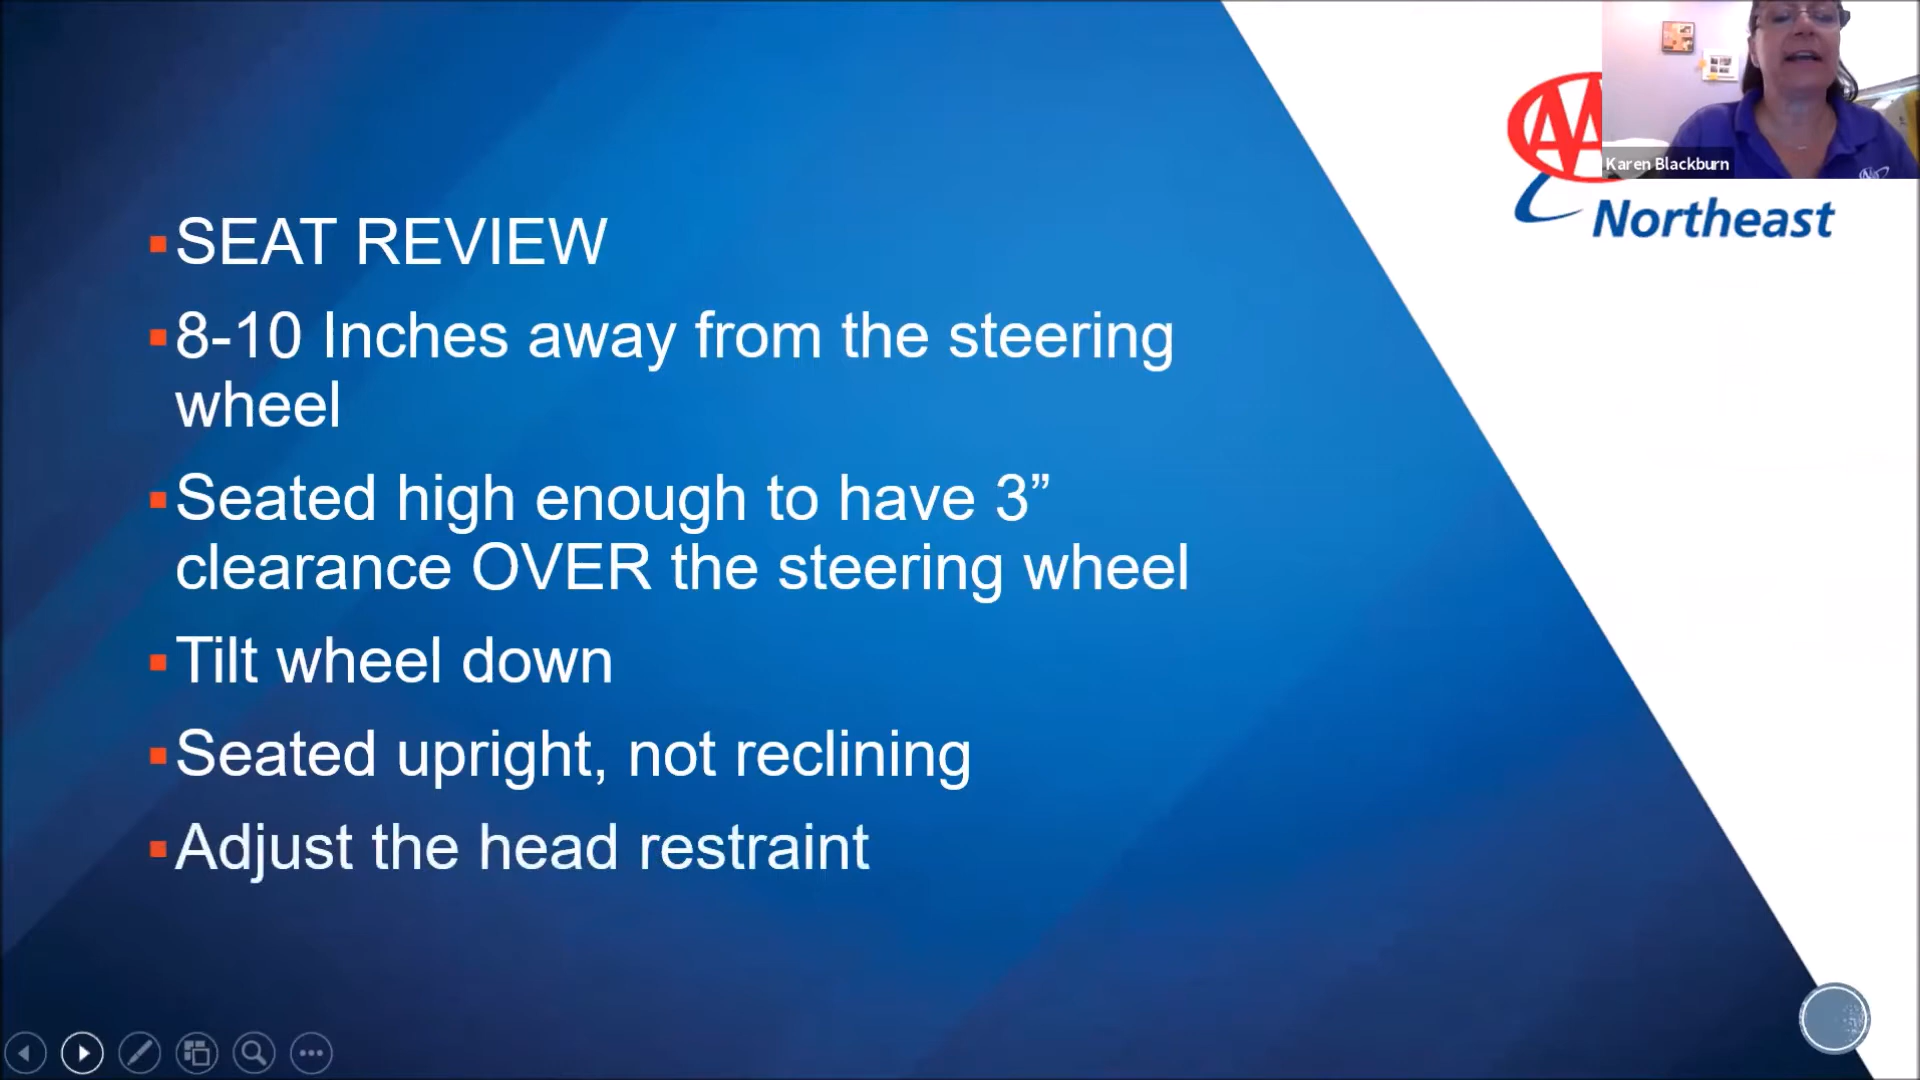 AA
Karen Blackburn
Northeast
SEAT REVIEW
8-10 Inches away from the steering
wheel
Seated high enough to have 3”
clearance OVER the steering wheel
Tilt wheel down
Seated upright, not reclining
Adjust the head restraint